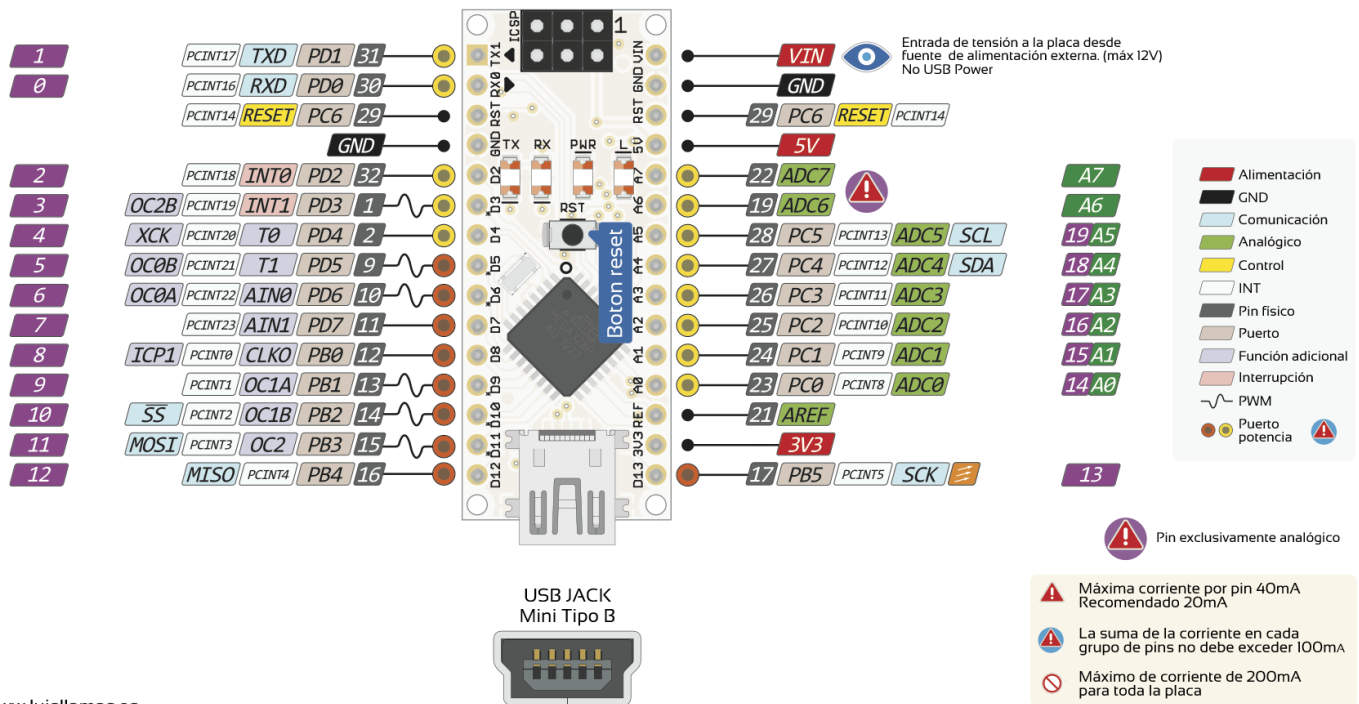 ICSP
1
1 PCINT17 TXD PD1 31 TX1
VIN VIN
Entrada de tensión a la placa desde
fuente de alimentación externa. (máx 12V)
No USB Power
0 PCINT16 RXD PD0 30 RX0
GND GND
PCINT14 RESET PC6 29 RST
RST 29 PC6 RESET PCINT14
GND GND
5V 5V
TX RX PWR L
2 PCINT18 INT0 PD2 32 D2
A7 22 ADC7 A7
3 OC2B PCINT19 INT1 PD3 1 *D3
A6 19 ADC6 A6
RST
4 XCK PCINT20 T0 PD4 2 D4
A5 28 PC5 PCINT13 ADC5 SCL 19 A5
5 OC0B PCINT21 T1 PD5 9 *D5
A4 27 PC4 PCINT12 ADC4 SDA 18 A4
6 OC0A PCINT22 AIN0 PD6 10 *D6
A3 26 PC3 PCINT11 ADC3 17 A3
Boton reset
7 PCINT23 AIN1 PD7 11 D7
A2 25 PC2 PCINT10 ADC2 16 A2
8 ICP1 PCINT0 CLKO PB0 12 D8
A1 24 PC1 PCINT9 ADC1 15 A1
9 PCINT1 OC1A PB1 13 *D9
A0 23 PC0 PCINT8 ADC0 14 A0
10 SS PCINT2 OC1B PB2 14 *D10
REF 21 AREF
11 MOSI PCINT3 OC2 PB3 15 *D11
3V3 3V3
12 MISO PCINT4 PB4 16 D12
D13 17 PB5 PCINT5 SCK 13
Alimentación
GND
Comunicación
Analógico
Control
INT
Pin físico
Puerto
Función adicional
Interrupción
PWM
Puerto
potencia
Pin exclusivamente analógico
USB JACK
Mini Tipo B
Máxima corriente por pin 40mA
Recomendado 20mA
La suma de la corriente en cada
grupo de pins no debe exceder 100mA
Máximo de corriente de 200mA
para toda la placa